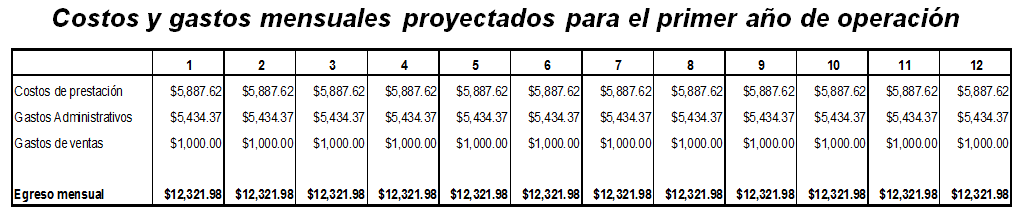 Costos y gastos mensuales proyectados para el primer año de operación
1 2 3 4 5 6 7 8 9 10 11 12
Costos de prestación $5,887.62 $5,887.62 $5,887.62 $5,887.62 $5,887.62 $5,887.62 $5,887.62 $5,887.62 $5,887.62 $5,887.62 $5,887.62 $5,887.62
Gastos Administrativos $5,434.37 $5,434.37 $5,434.37 $5,434.37 $5,434.37 $5,434.37 $5,434.37 $5,434.37 $5,434.37 $5,434.37 $5,434.37 $5,434.37
Gastos de ventas $1,000.00 $1,000.00 $1,000.00 $1,000.00 $1,000.00 $1,000.00 $1,000.00 $1,000.00 $1,000.00 $1,000.00 $1,000.00 $1,000.00
Egreso mensual $12,321.98 $12,321.98 $12,321.98 $12,321.98 $12,321.98 $12,321.98 $12,321.98 $12,321.98 $12,321.98 $12,321.98 $12,321.98 $12,321.98